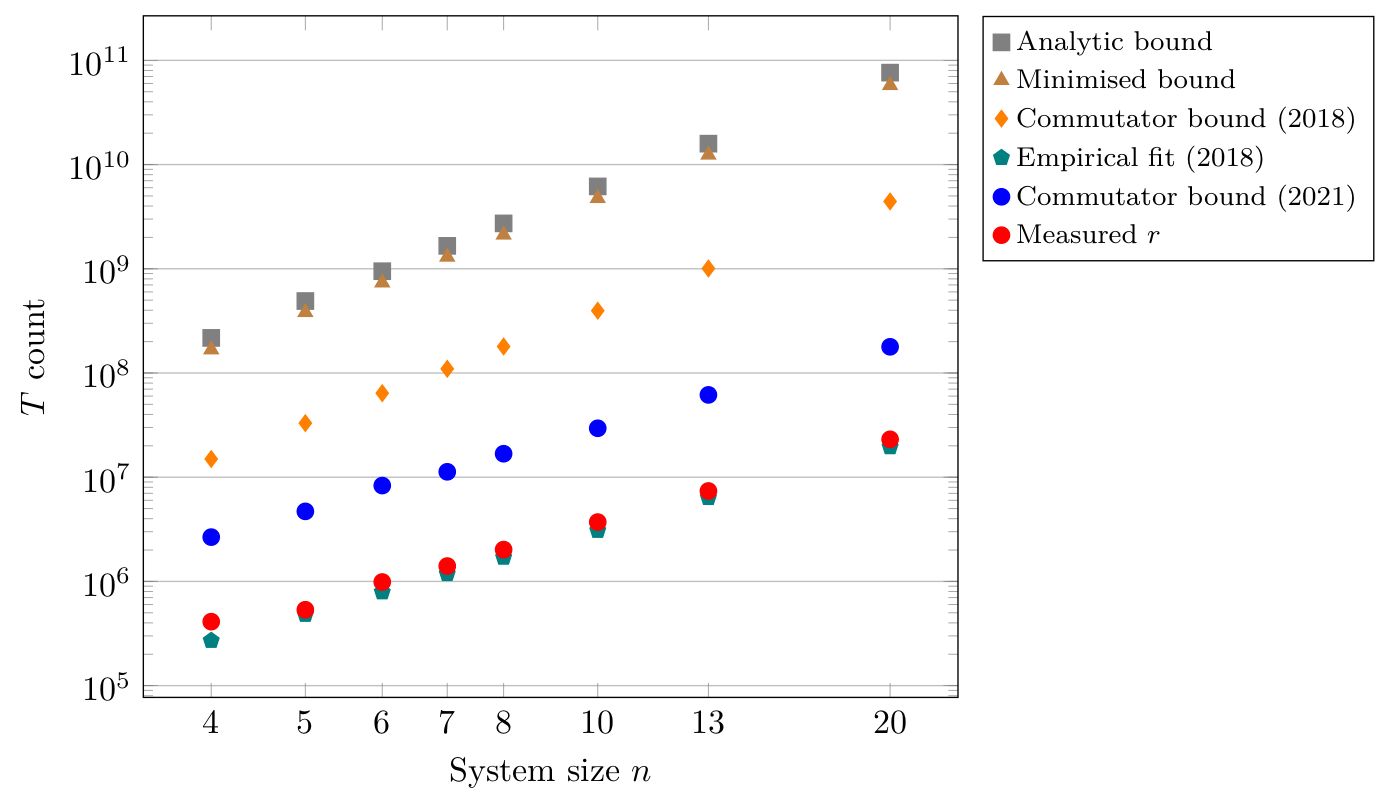 10^11
10^10
10^9
10^8
10^7
10^6
10^5
T count
4 5 6 7 8 10 13 20
System size n
Analytic bound
Minimised bound
Commutator bound (2018)
Empirical fit (2018)
Commutator bound (2021)
Measured r